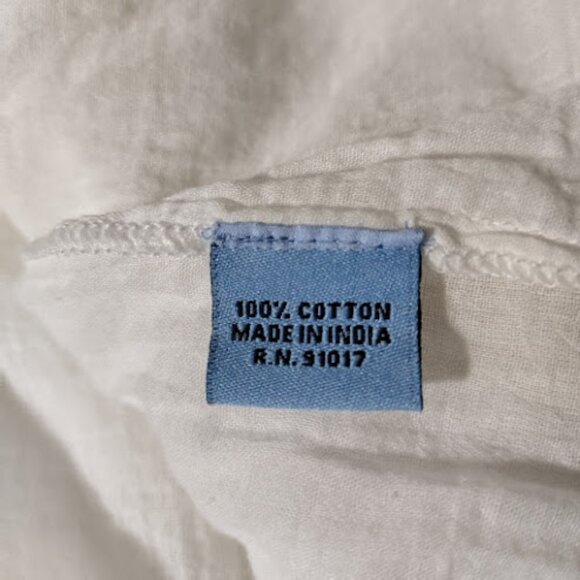 100% COTTON
MADE IN INDIA
R.N. 91017